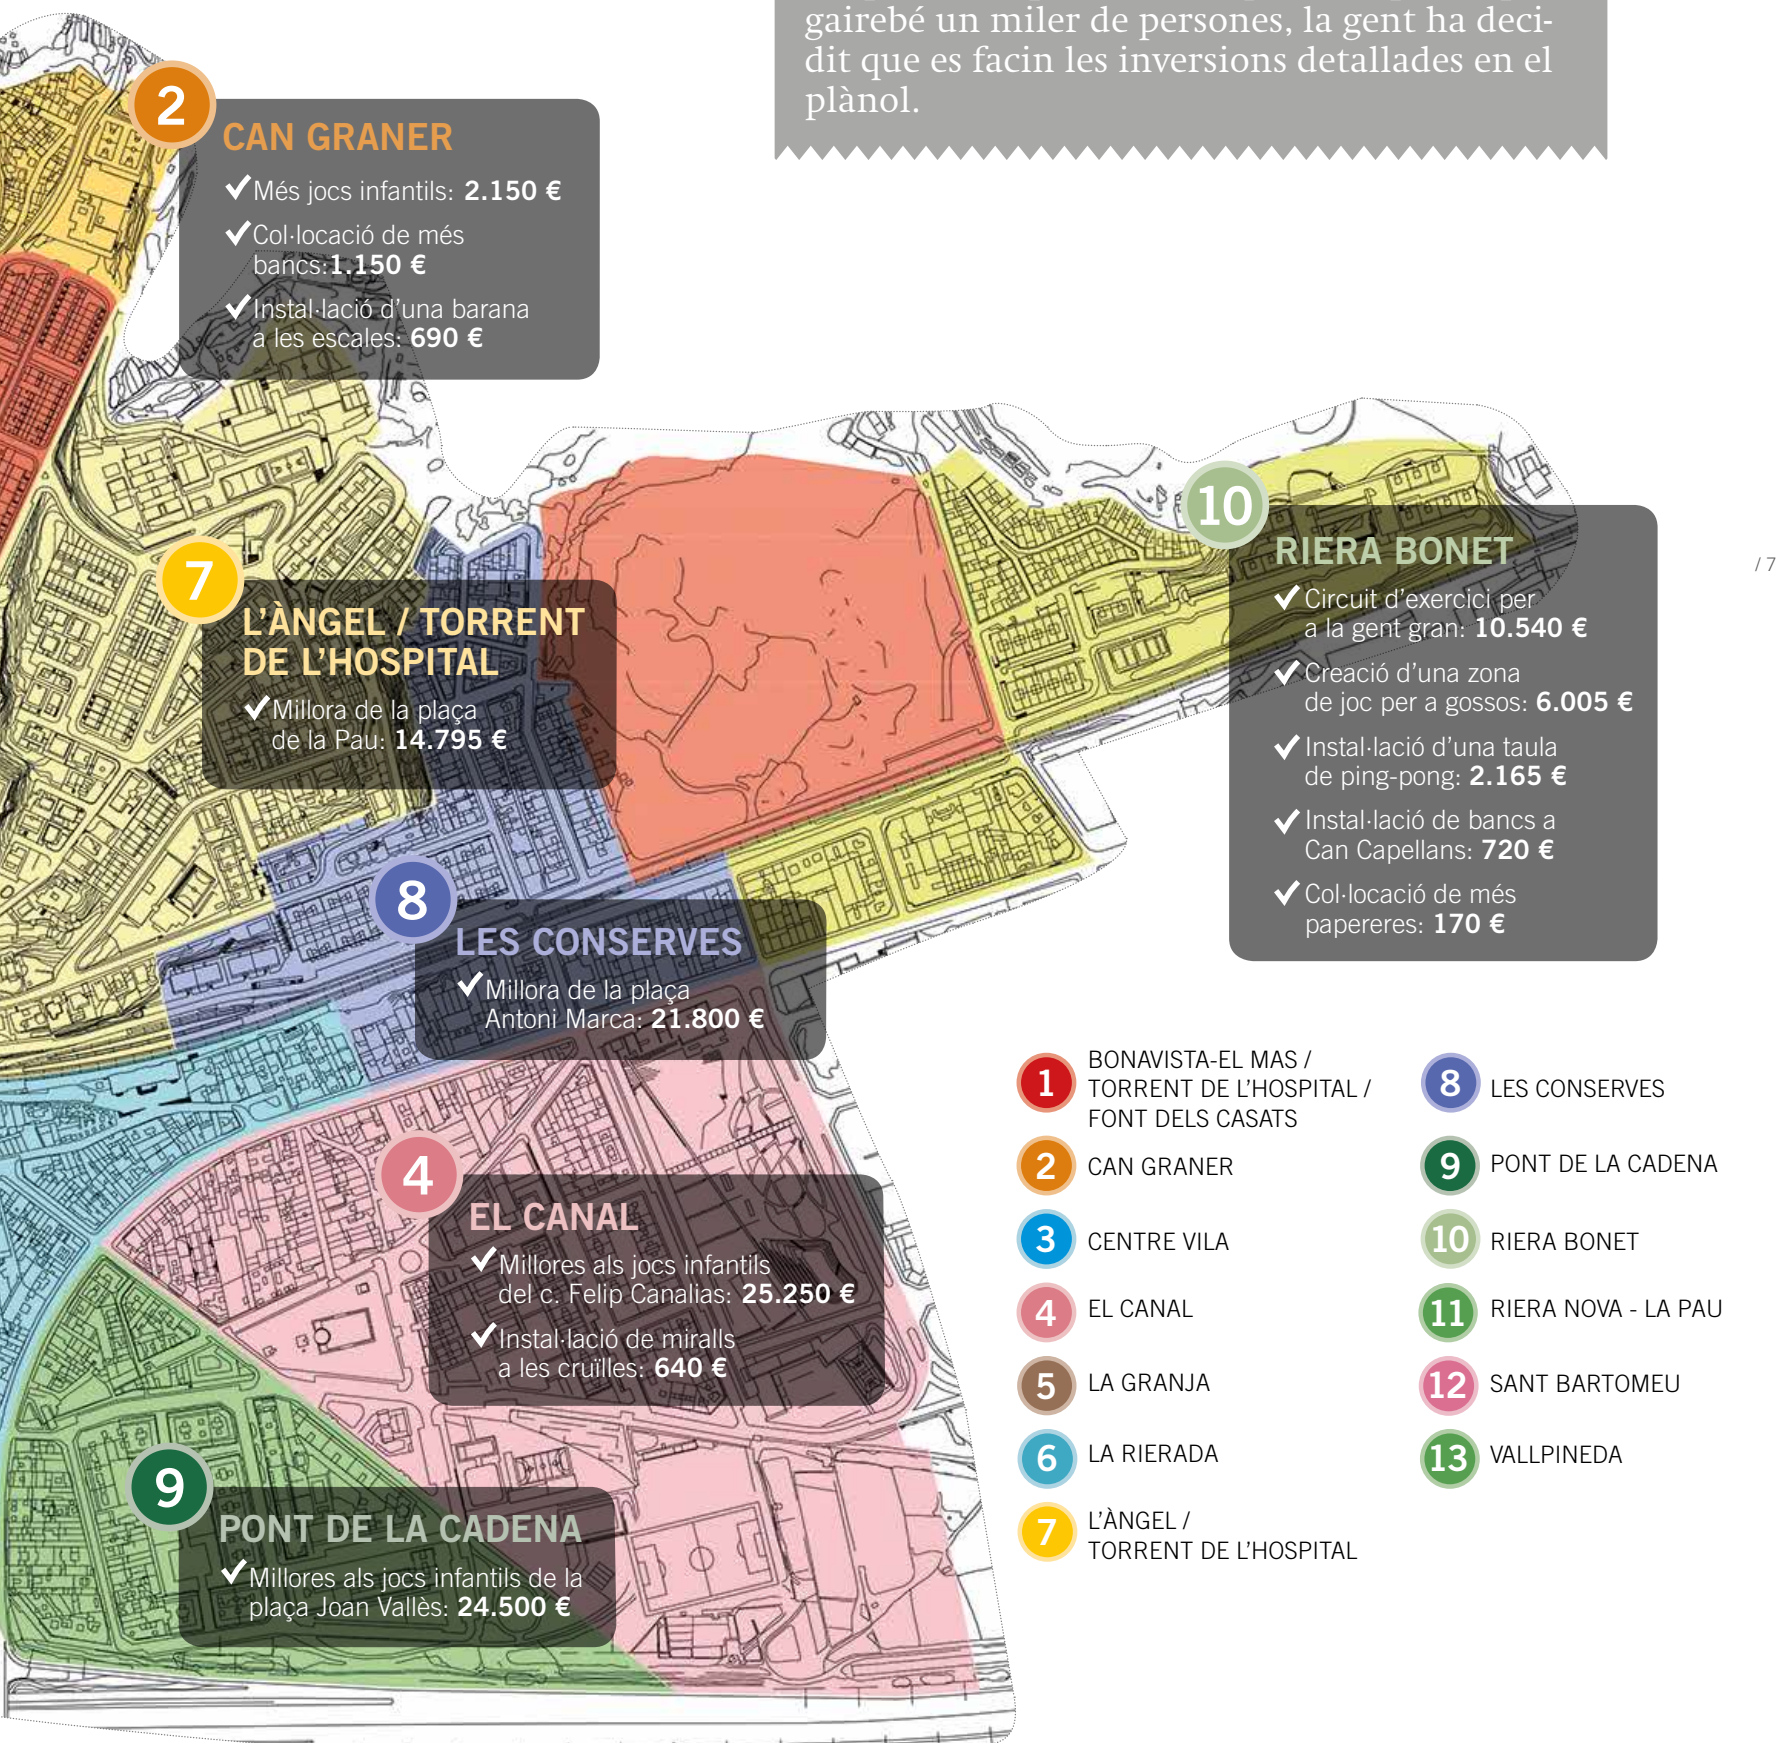 gairebé un miler de persones, la gent ha deci-
dit que es facin les inversions detallades en el
plànol.
2
CAN GRANER
Més jocs infantils: 2.150 €
Col·locació de més
bancs:1.150 €
Instal·lació d'una barana
a les escales: 690 €
10
RIERA BONET
Circuit d'exercici per
a la gent gran: 10.540 €
Creació d'una zona
de joc per a gossos: 6.005 €
Instal·lació d'una taula
de ping-pong: 2.165 €
Instal·lació de bancs a
Can Capellans: 720 €
Col·locació de més
papereres: 170 €
/ 7
7
L'ÀNGEL / TORRENT
DE L'HOSPITAL
Millora de la plaça
de la Pau: 14.795 €
8
LES CONSERVES
Millora de la plaça
Antoni Marca: 21.800 €
4
EL CANAL
Millores als jocs infantils
del c. Felip Canalias: 25.250 €
Instal·lació de miralls
a les cruïlles: 640 €
9
PONT DE LA CADENA
Millores als jocs infantils de la
plaça Joan Vallès: 24.500 €
1 BONAVISTA-EL MAS /
TORRENT DE L'HOSPITAL /
FONT DELS CASATS
2 CAN GRANER
3 CENTRE VILA
4 EL CANAL
5 LA GRANJA
6 LA RIERADA
7 L'ÀNGEL /
TORRENT DE L'HOSPITAL
8 LES CONSERVES
9 PONT DE LA CADENA
10 RIERA BONET
11 RIERA NOVA - LA PAU
12 SANT BARTOMEU
13 VALLPINEDA